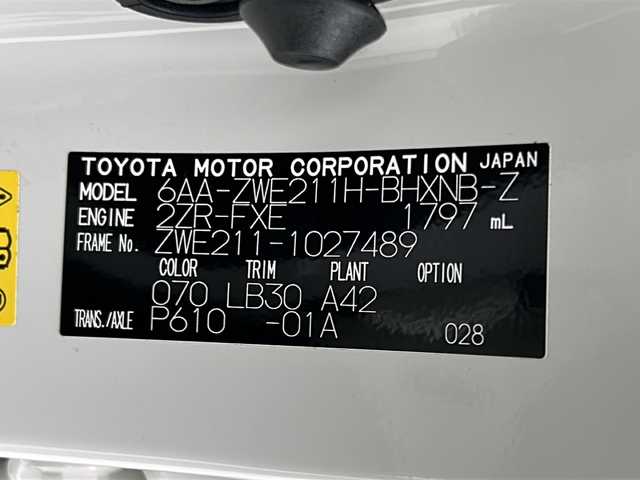 TOYOTA MOTOR CORPORATION JAPAN
MODEL 6AA-ZWE211H-BHXNB-Z
ENGINE 2ZR-FXE 1797 mL
FRAME No. ZWE211-1027489
COLOR TRIM PLANT OPTION
070 LB30 A42
TRANS./AXLE P610 -01A 028